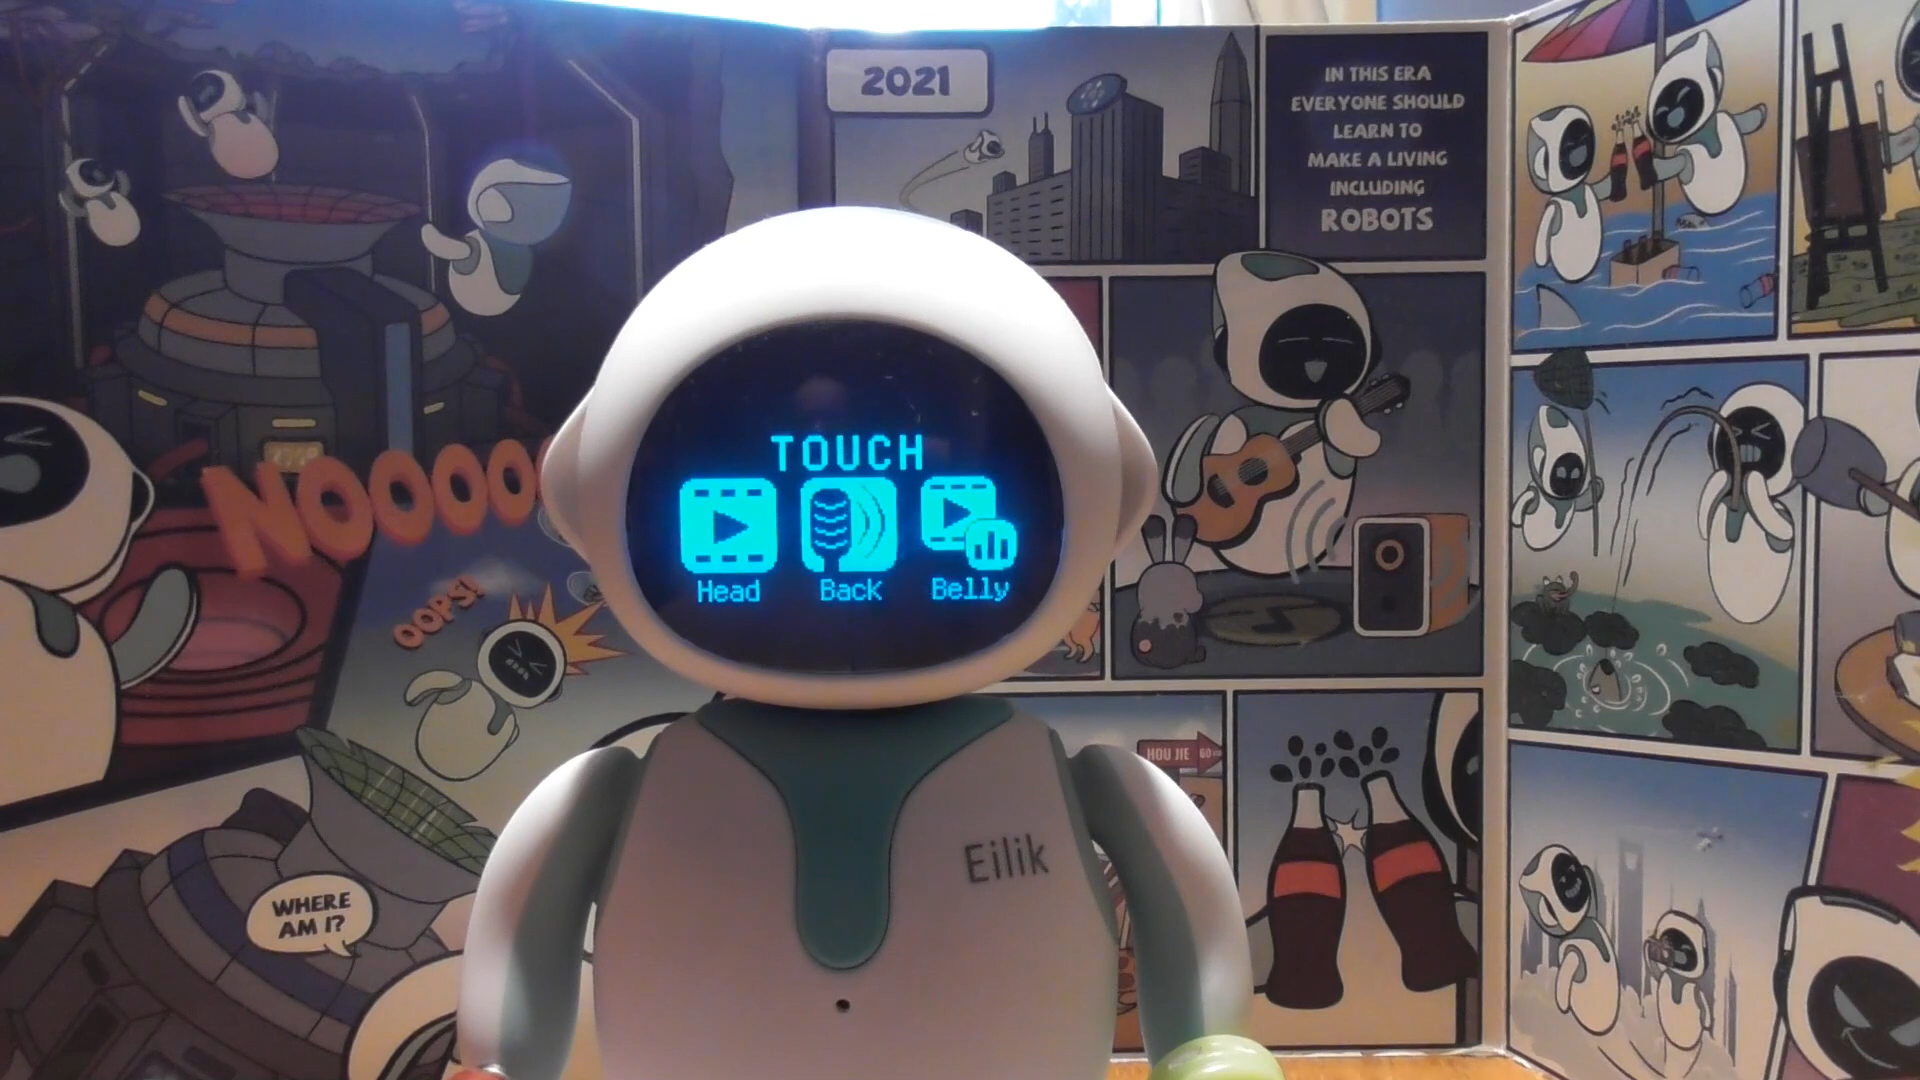 2021
IN THIS ERA
EVERYONE SHOULD
LEARN TO
MAKE A LIVING
INCLUDING
ROBOTS
NOOOO
OOPS!
WHERE
AM I?
TOUCH
Head Back Belly
Eilik
HOU JIE